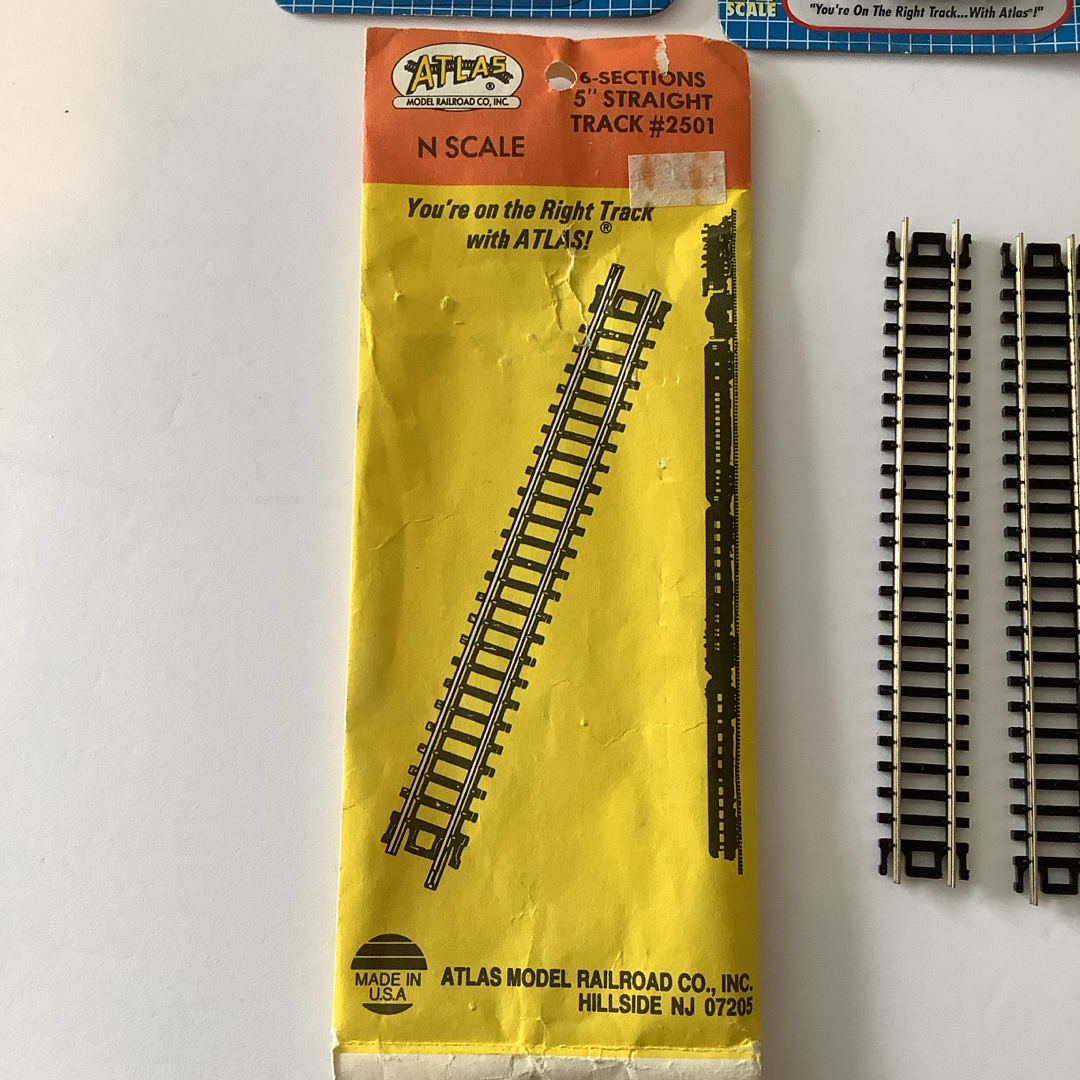 SCALE
"You're On The Right Track...With Atlas®!"
ATLAS®
MODEL RAILROAD CO, INC.
N SCALE
6-SECTIONS
5" STRAIGHT
TRACK #2501
You're on the Right Track®
with ATLAS!
MADE IN
U.S.A
ATLAS MODEL RAILROAD CO., INC.
HILLSIDE NJ 07205